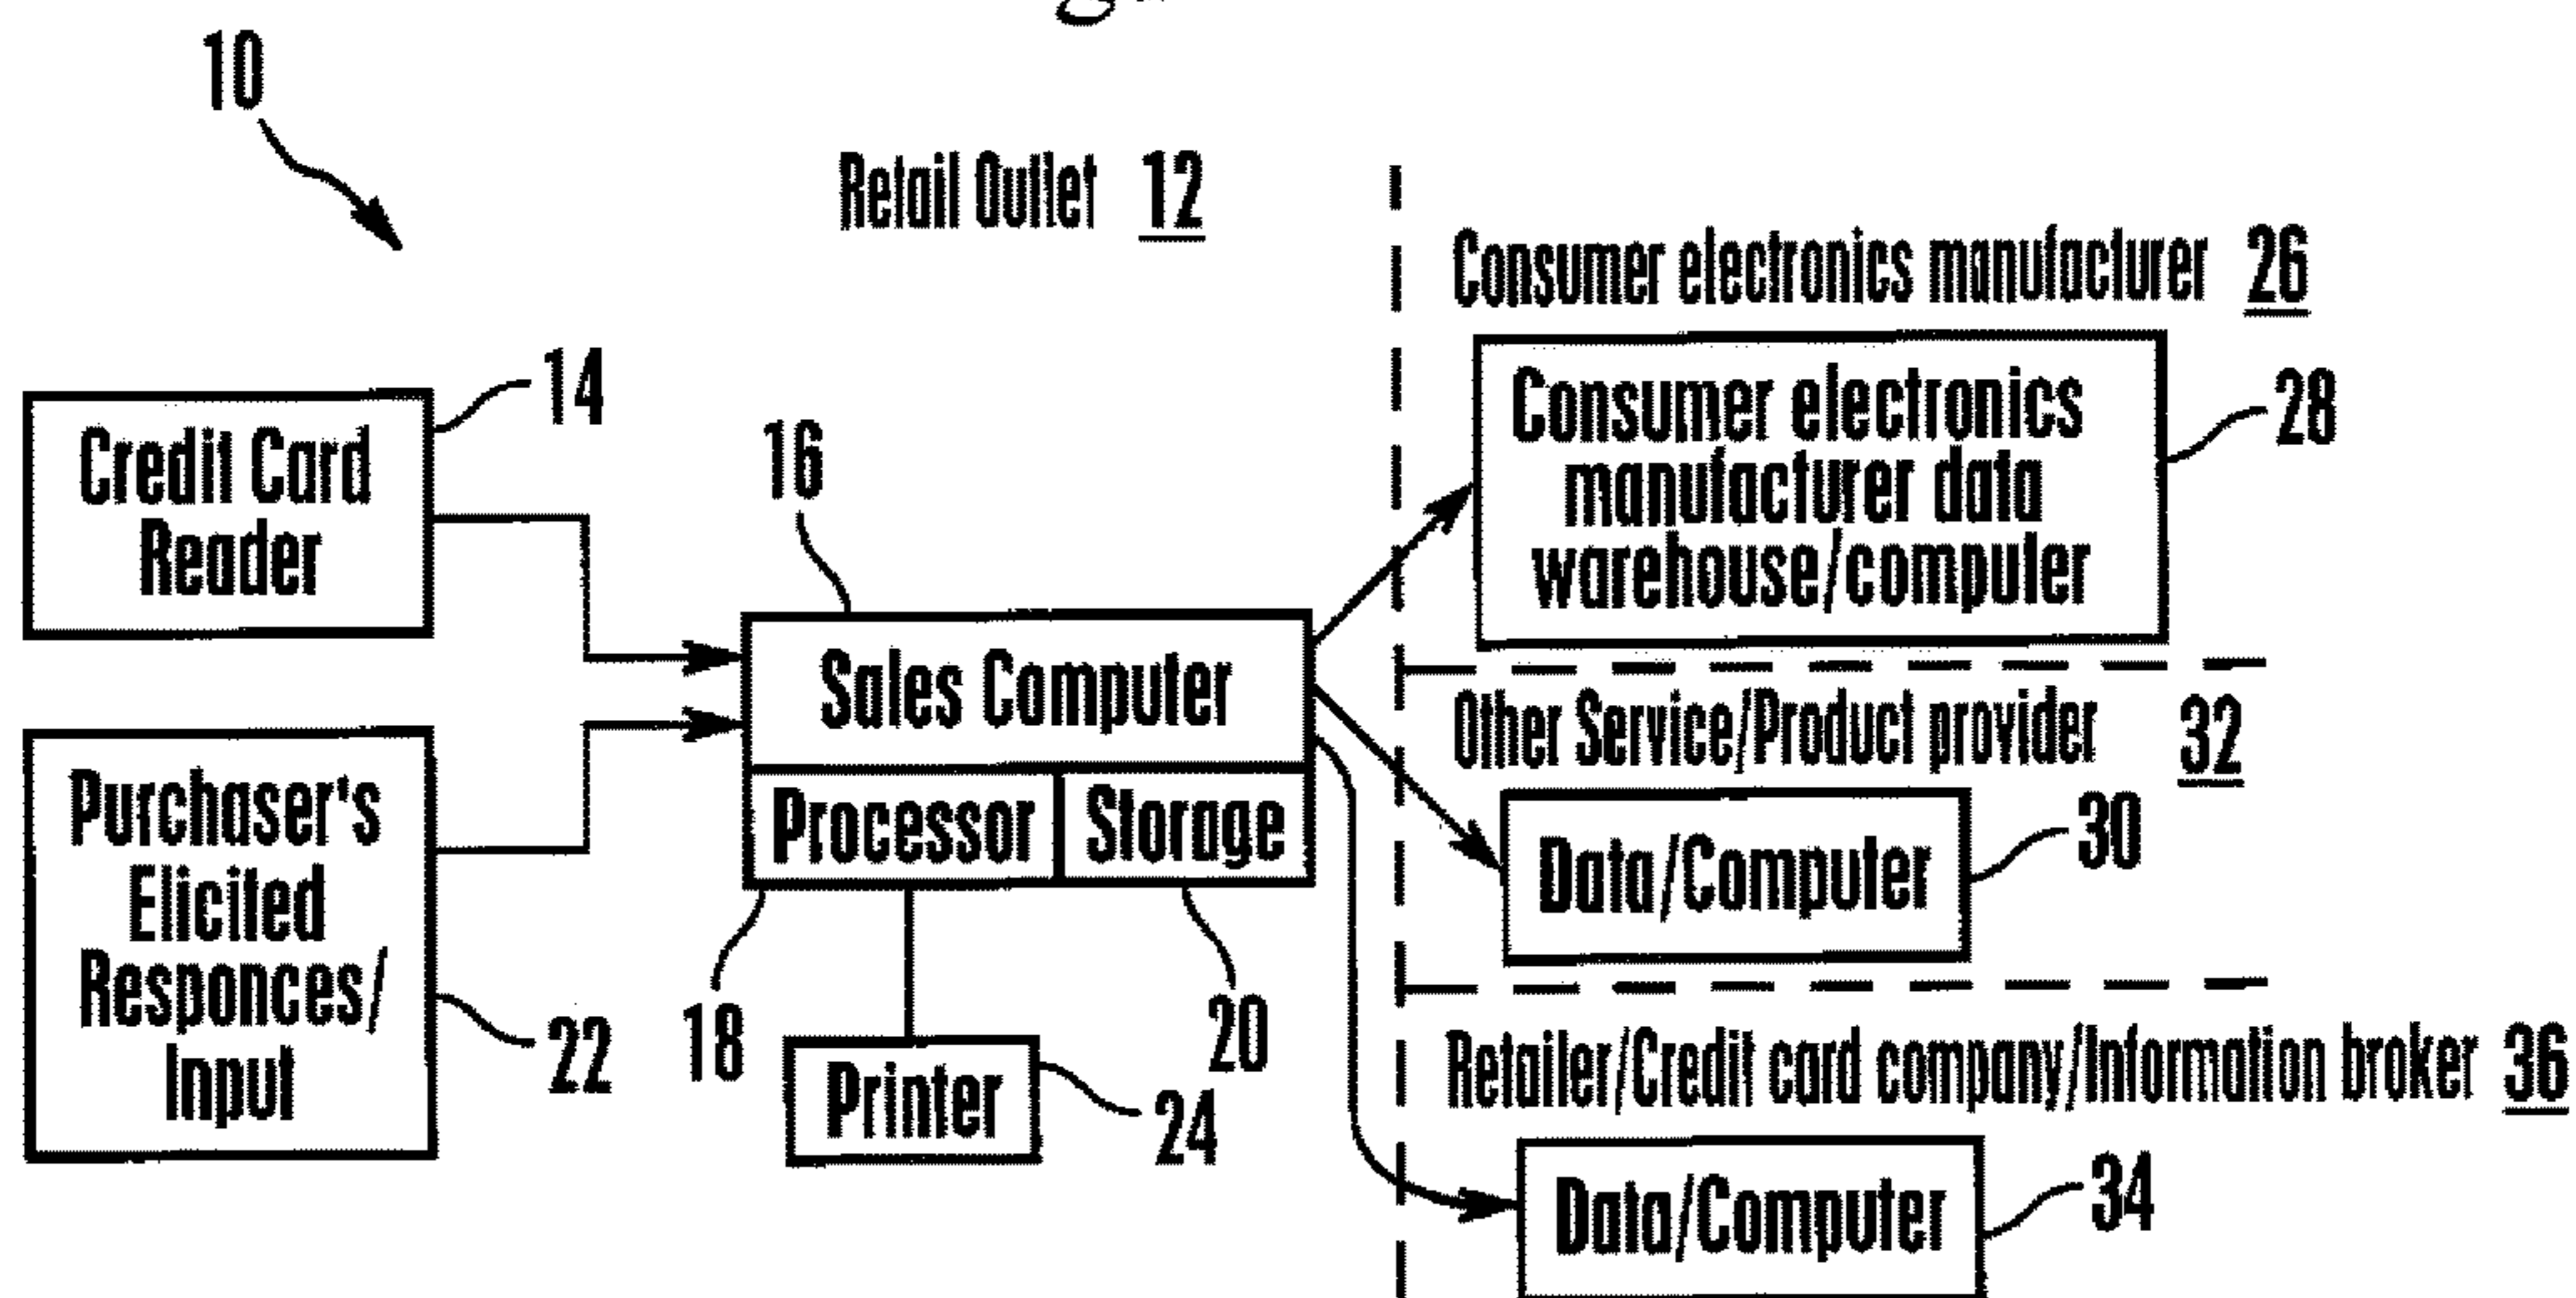 10
Retail Outlet 12
Consumer electronics manufacturer 26
14
Credit Card
Reader
16
Consumer electronics
manufacturer data
warehouse/computer
28
Sales Computer
Processor Storage
18
20
Purchaser's
Elicited
Responces/
Input
22
Printer
24
Other Service/Product provider 32
Data/Computer
30
Retailer/Credit card company/Information broker 36
Data/Computer
34